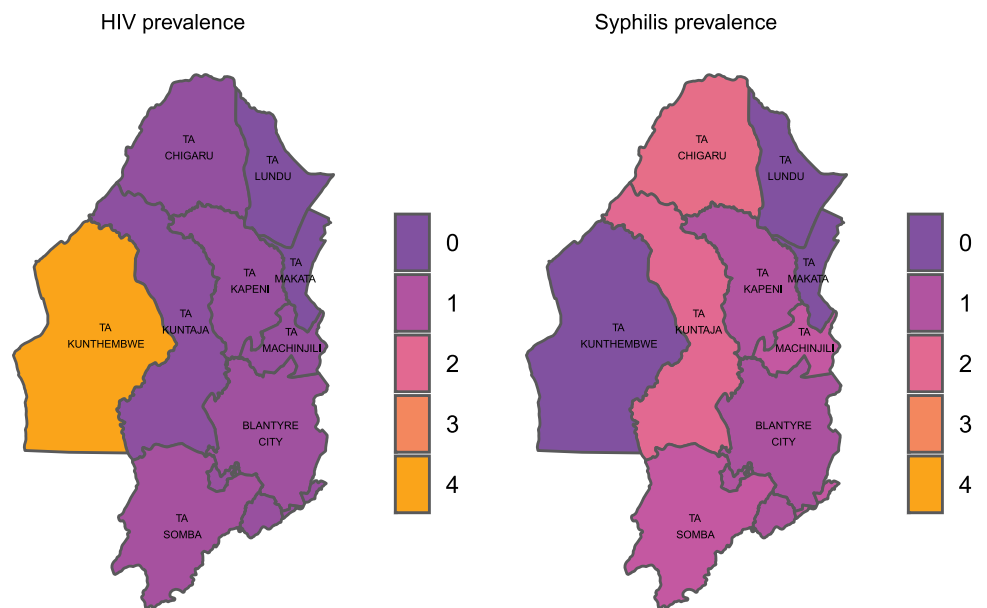 HIV prevalence
TA
CHIGARU
TA
LUNDU
TA
KAPENI
TA
MAKATA
TA
KUNTHEMBWE
TA
KUNTAJA
TA
MACHINJILI
BLANTYRE
CITY
TA
SOMBA
0
1
2
3
4
Syphilis prevalence
TA
CHIGARU
TA
LUNDU
TA
KAPENI
TA
MAKATA
TA
KUNTHEMBWE
TA
KUNTAJA
TA
MACHINJILI
BLANTYRE
CITY
TA
SOMBA
0
1
2
3
4